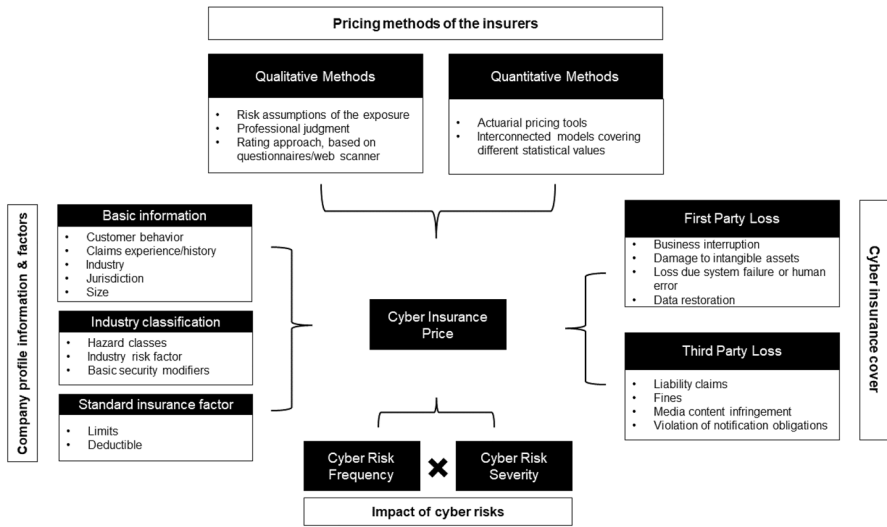 Pricing methods of the insurers
Qualitative Methods
• Risk assumptions of the exposure
• Professional judgment
• Rating approach, based on
questionnaires/web scanner
Quantitative Methods
• Actuarial pricing tools
• Interconnected models covering
different statistical values
Company profile information & factors
Basic information
• Customer behavior
• Claims experience/history
• Industry
• Jurisdiction
• Size
Industry classification
• Hazard classes
• Industry risk factor
• Basic security modifiers
Standard insurance factor
• Limits
• Deductible
Cyber Insurance
Price
First Party Loss
• Business interruption
• Damage to intangible assets
• Loss due system failure or human
error
• Data restoration
Third Party Loss
• Liability claims
• Fines
• Media content infringement
• Violation of notification obligations
Cyber insurance
cover
Cyber Risk
Frequency
Cyber Risk
Severity
Impact of cyber risks